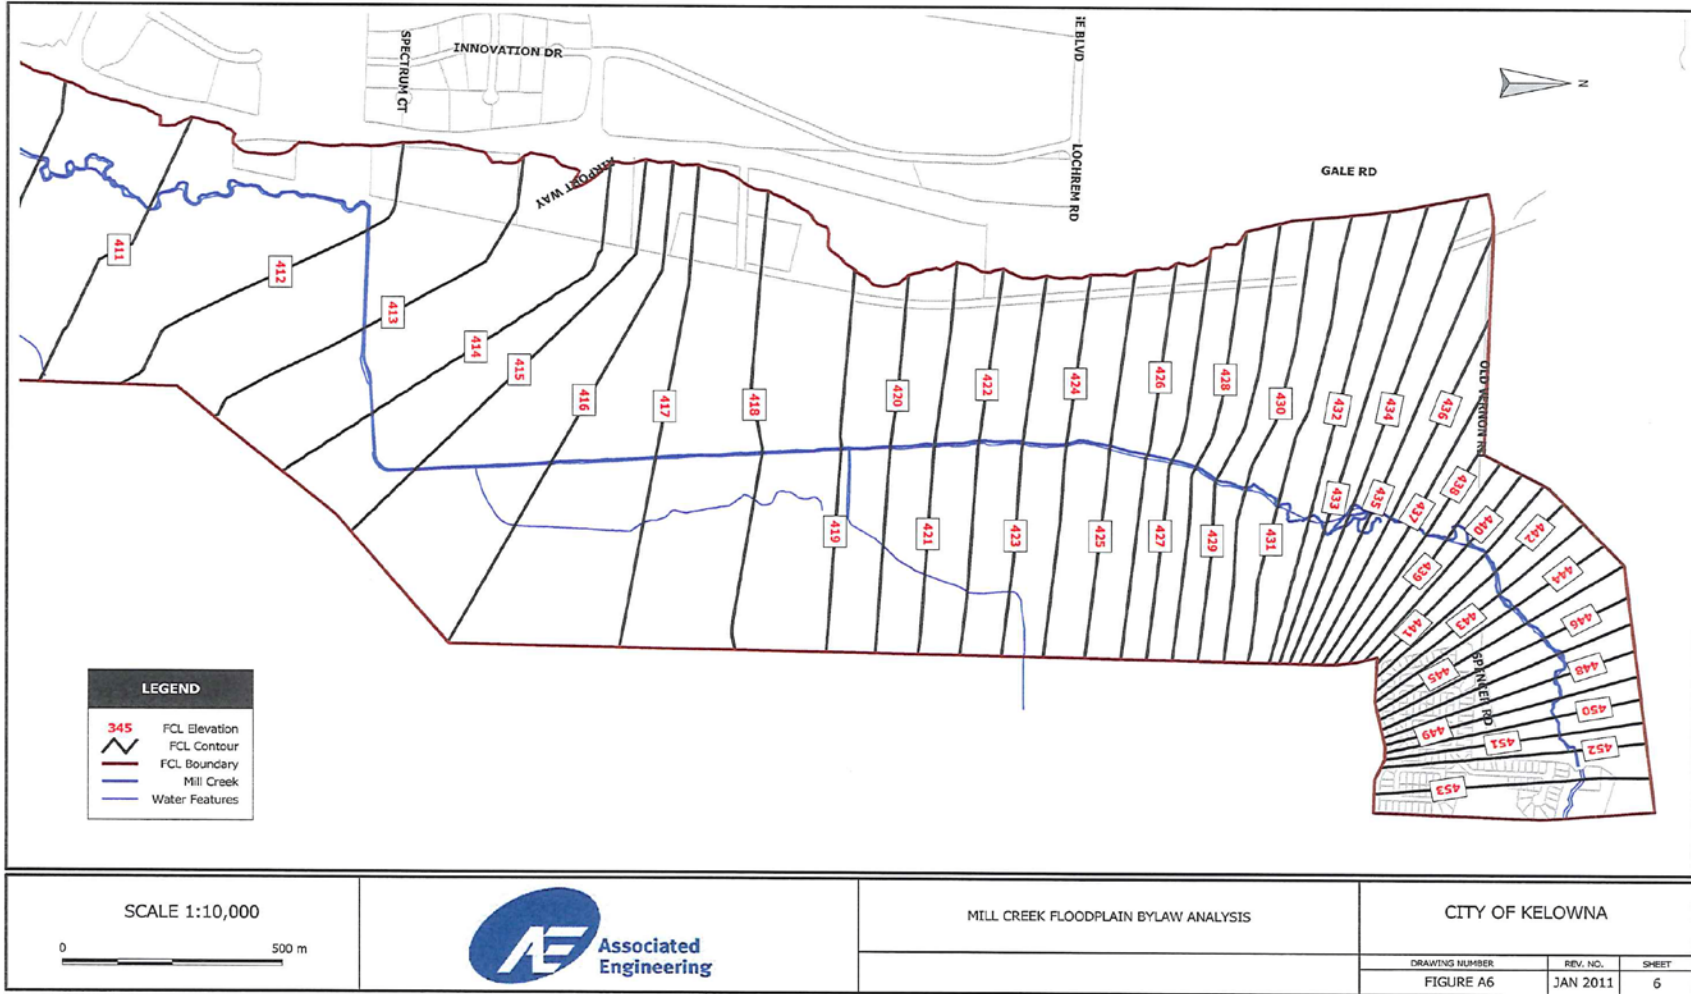 INNOVATION DR
SPECTRUM CT
IE BLVD
LOCHREM RD
N
GALE RD
AIRPORT WAY
OLD VERNON RD
SPENCER RD
411
412
413
414
415
416
417
418
419
420
421
422
423
424
425
426
427
428
429
430
431
432
433
434
435
436
437
438
439
440
441
442
443
444
445
446
448
449
450
451
452
453
LEGEND
345 FCL Elevation
FCL Contour
FCL Boundary
Mill Creek
Water Features
SCALE 1:10,000
0 500 m
AE Associated
Engineering
MILL CREEK FLOODPLAIN BYLAW ANALYSIS
CITY OF KELOWNA
DRAWING NUMBER REV. NO. SHEET
FIGURE A6 JAN 2011 6